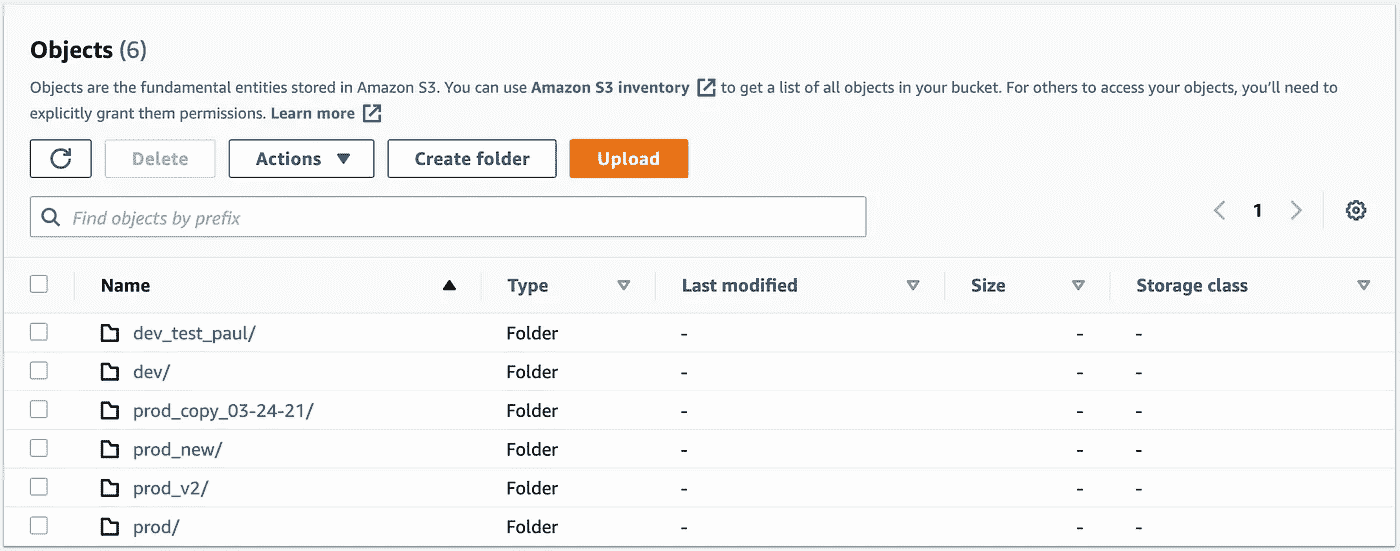 Objects (6)
Objects are the fundamental entities stored in Amazon S3. You can use Amazon S3 inventory to get a list of all objects in your bucket. For others to access your objects, you'll need to
explicitly grant them permissions. Learn more
Delete Actions Create folder Upload
Find objects by prefix 1
Name Type Last modified Size Storage class
dev_test_paul/ Folder - - -
dev/ Folder - - -
prod_copy_03-24-21/ Folder - - -
prod_new/ Folder - - -
prod_v2/ Folder - - -
prod/ Folder - - -